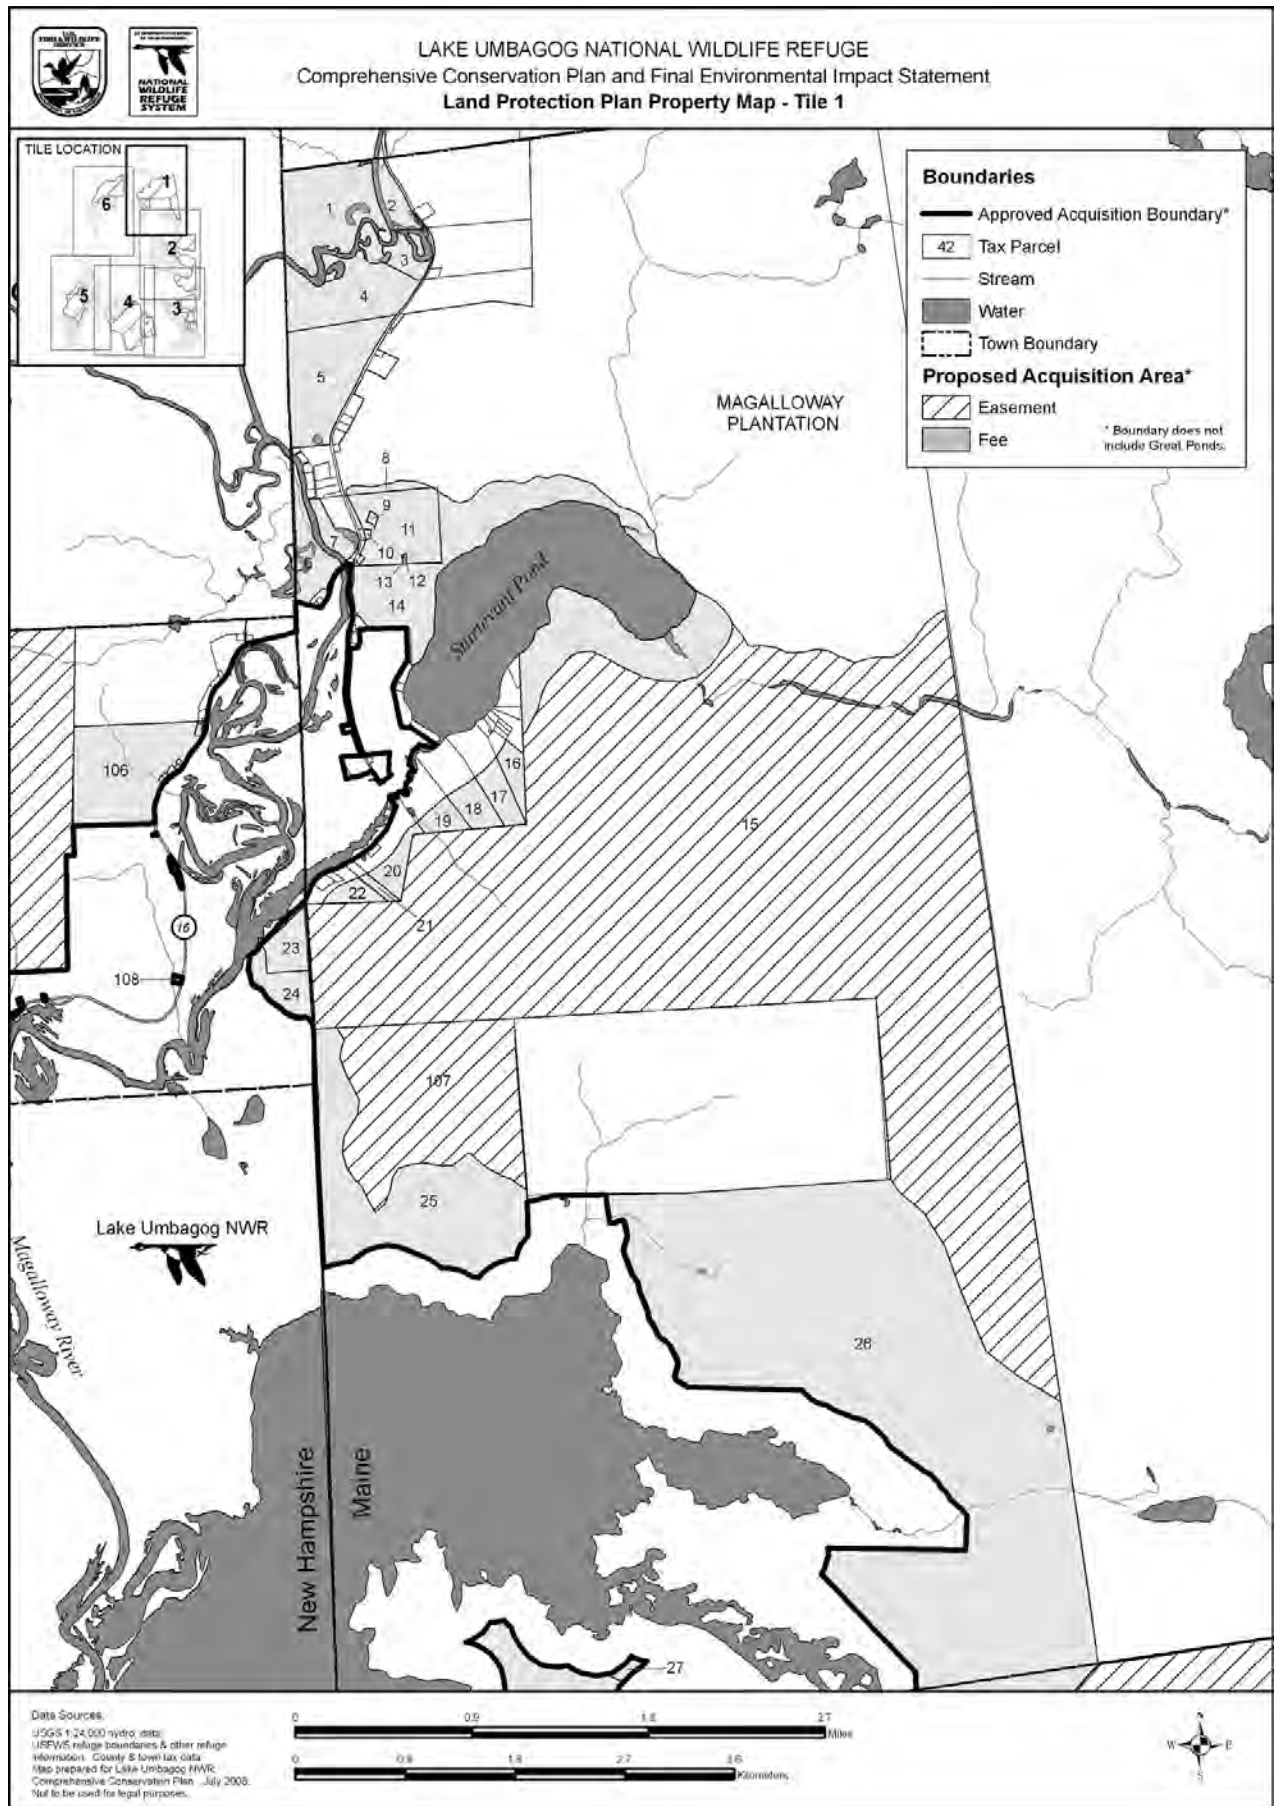 FISH & WILDLIFE
NATIONAL
WILDLIFE
REFUGE
SYSTEM
LAKE UMBAGOG NATIONAL WILDLIFE REFUGE
Comprehensive Conservation Plan and Final Environmental Impact Statement
Land Protection Plan Property Map - Tile 1
TILE LOCATION
1
6
2
5
4
3
Boundaries
Approved Acquisition Boundary*
42 Tax Parcel
Stream
Water
Town Boundary
Proposed Acquisition Area*
Easement
Fee
* Boundary does not
include Great Ponds.
1
2
3
4
5
MAGALLOWAY
PLANTATION
8
9
11
7
10
13
12
14
Sturtevant Pond
106
16
17
18
19
15
20
22
21
16
23
108
24
107
25
Lake Umbagog NWR
Magalloway River
26
New Hampshire
Maine
27
Data Sources:
USGS 1:24,000 hydro data;
USFWS refuge boundaries & other refuge
information. County & town tax data
Map prepared for Lake Umbagog NWR
Comprehensive Conservation Plan July 2008.
Not to be used for legal purposes.
0 0.9 1.8 2.7
Miles
0 0.9 1.8 2.7 3.6
Kilometers
N
W E
S